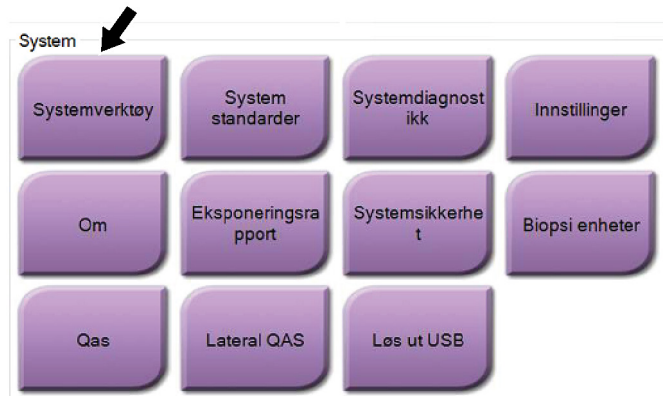 System
Systemverktøy
System
standarder
Systemdiagnost
ikk
Innstillinger
Om
Eksponeringsra
pport
Systemsikkerhe
t
Biopsi enheter
Qas
Lateral QAS
Løs ut USB